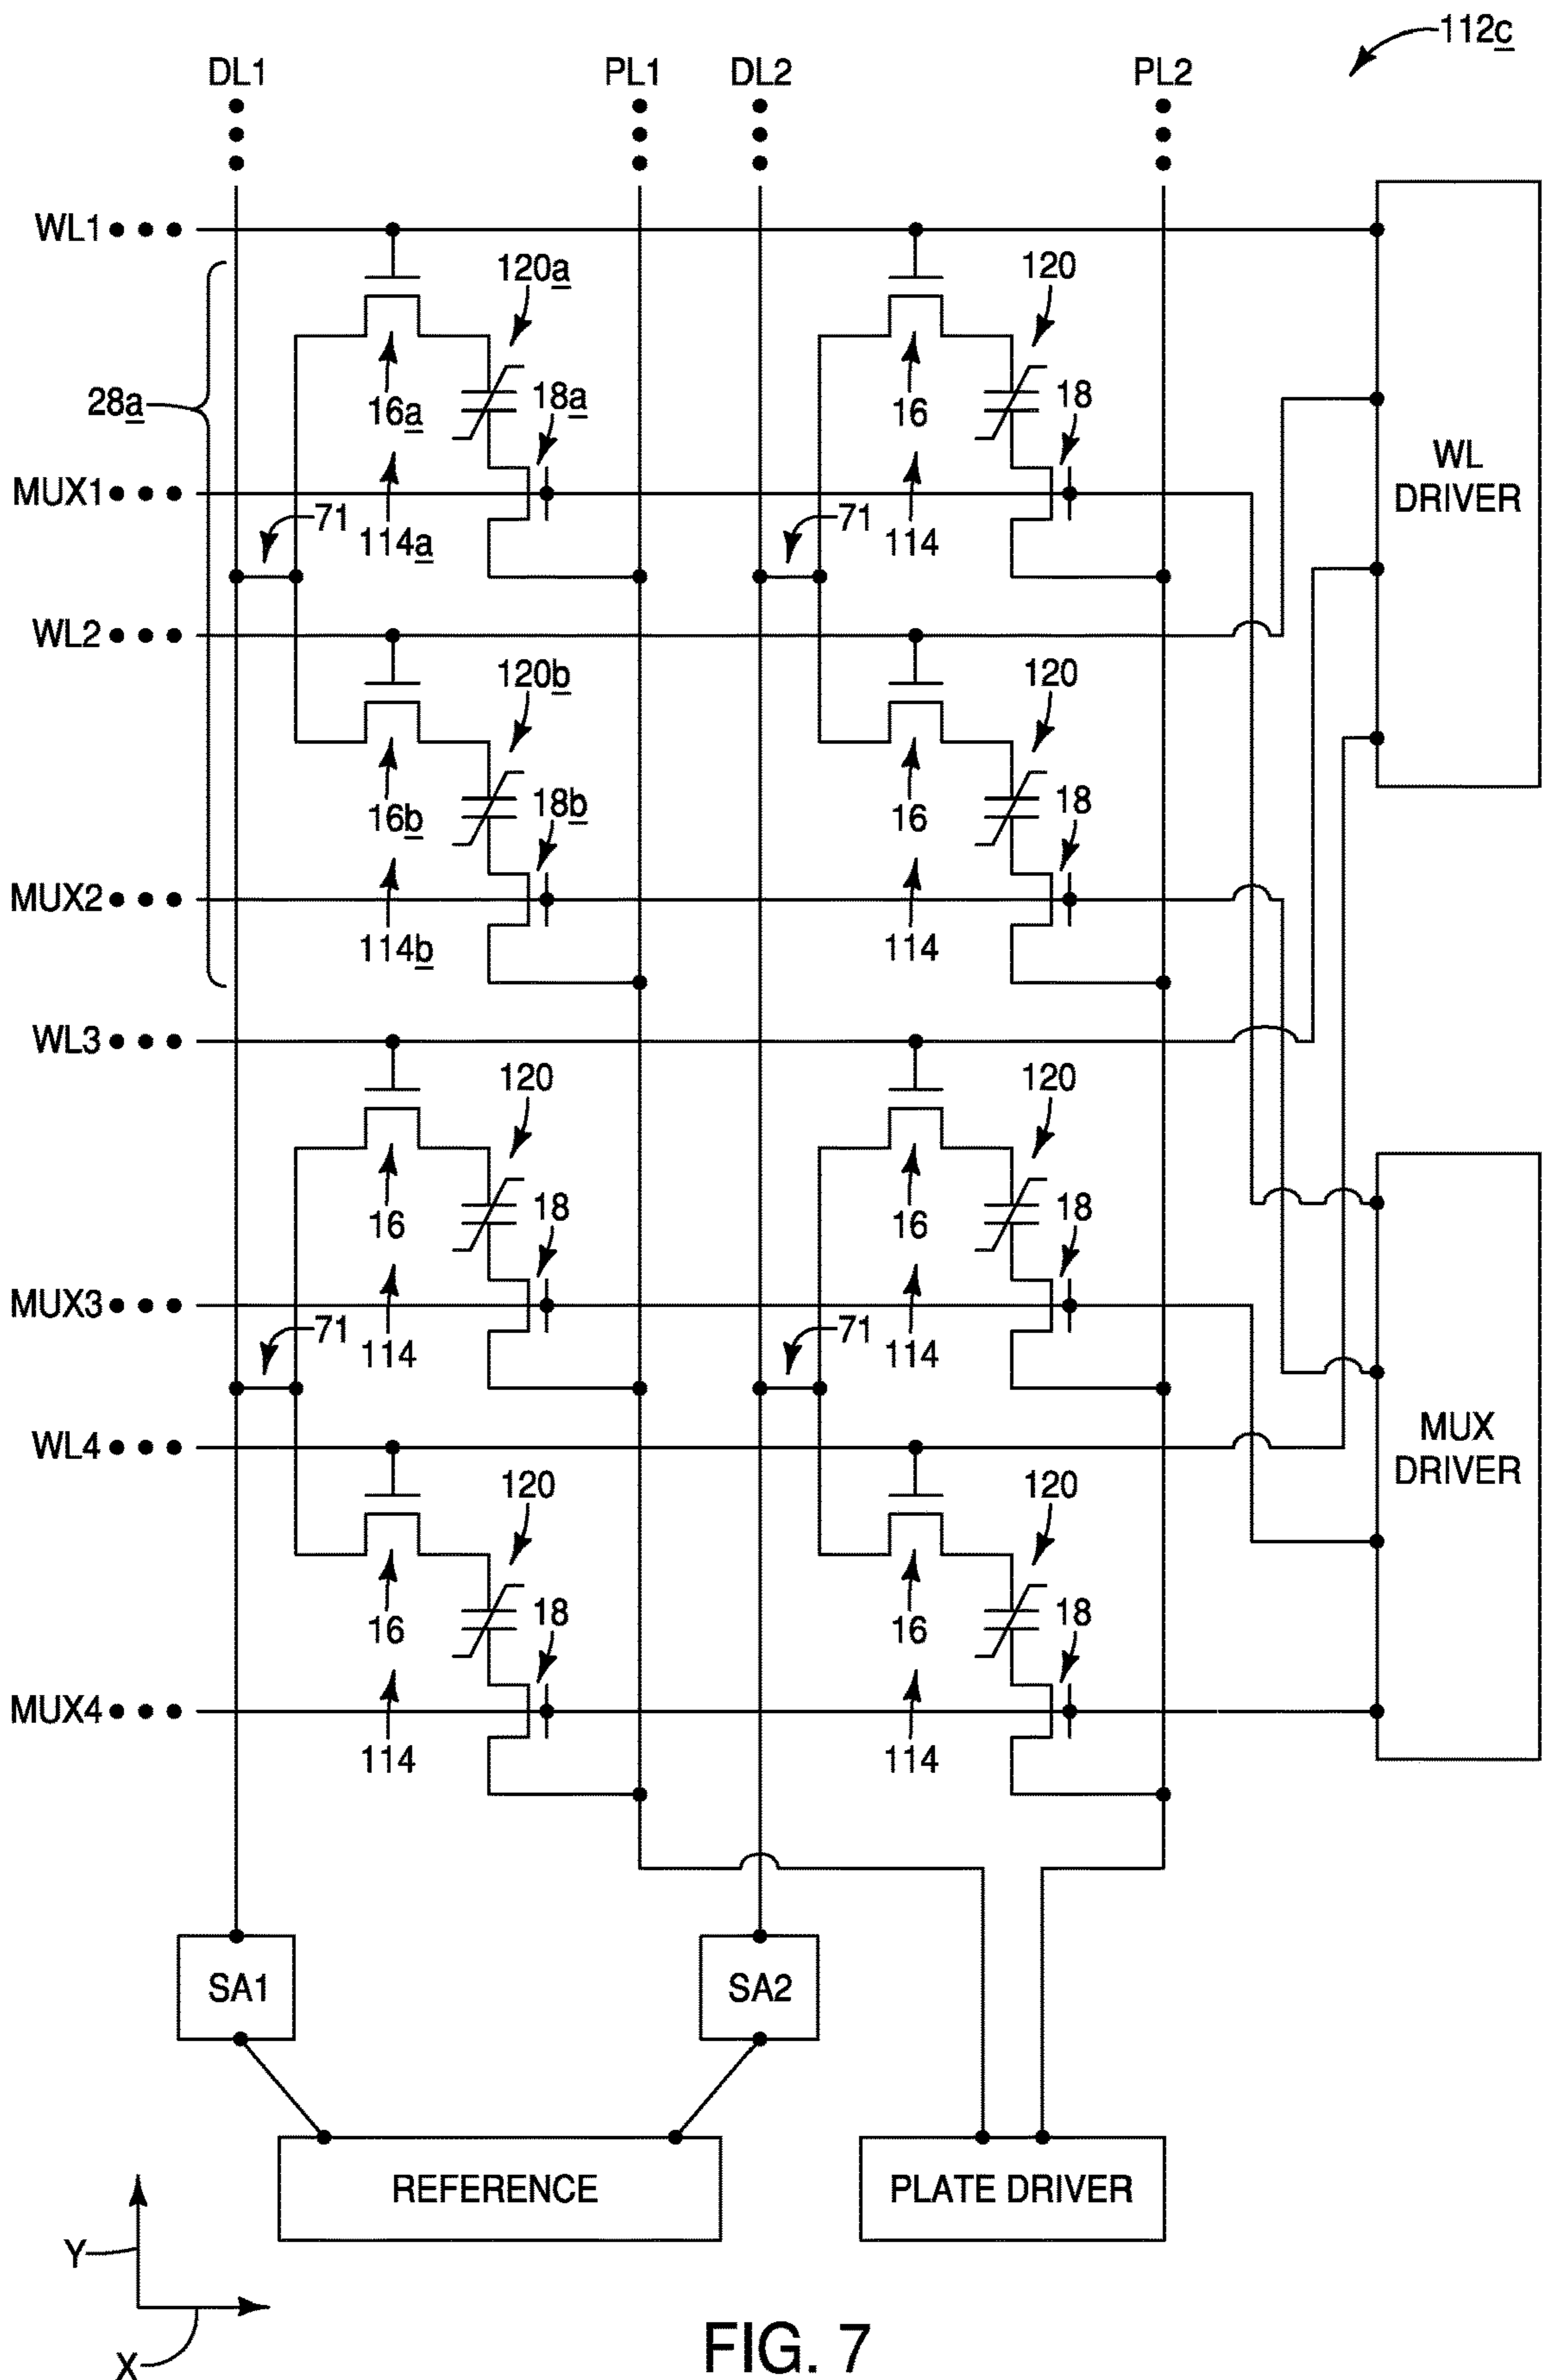 112c
DL1 PL1 DL2 PL2
WL1
120a 120
28a 16a 18a 16 18
WL
DRIVER
MUX1
71 114a 71 114
WL2
120b 120
16b 18b 16 18
MUX2
114b 114
WL3
120 120
16 18 16 18
MUX3
71 114 71 114
WL4
MUX
DRIVER
120 120
16 18 16 18
MUX4
114 114
SA1 SA2
REFERENCE PLATE DRIVER
Y
X
FIG. 7